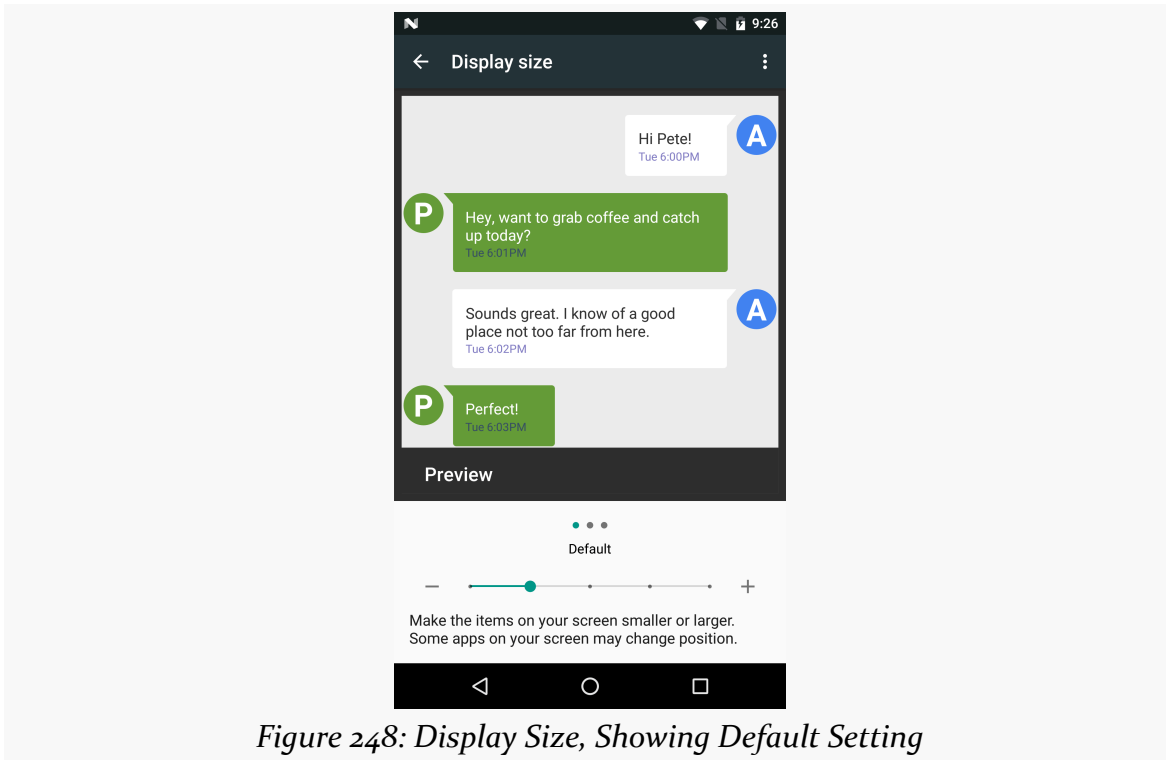 9:26
Display size
Hi Pete!
Tue 6:00PM
A
P
Hey, want to grab coffee and catch
up today?
Tue 6:01PM
Sounds great. I know of a good
place not too far from here.
Tue 6:02PM
A
P
Perfect!
Tue 6:03PM
Preview
Default
Make the items on your screen smaller or larger.
Some apps on your screen may change position.
Figure 248: Display Size, Showing Default Setting